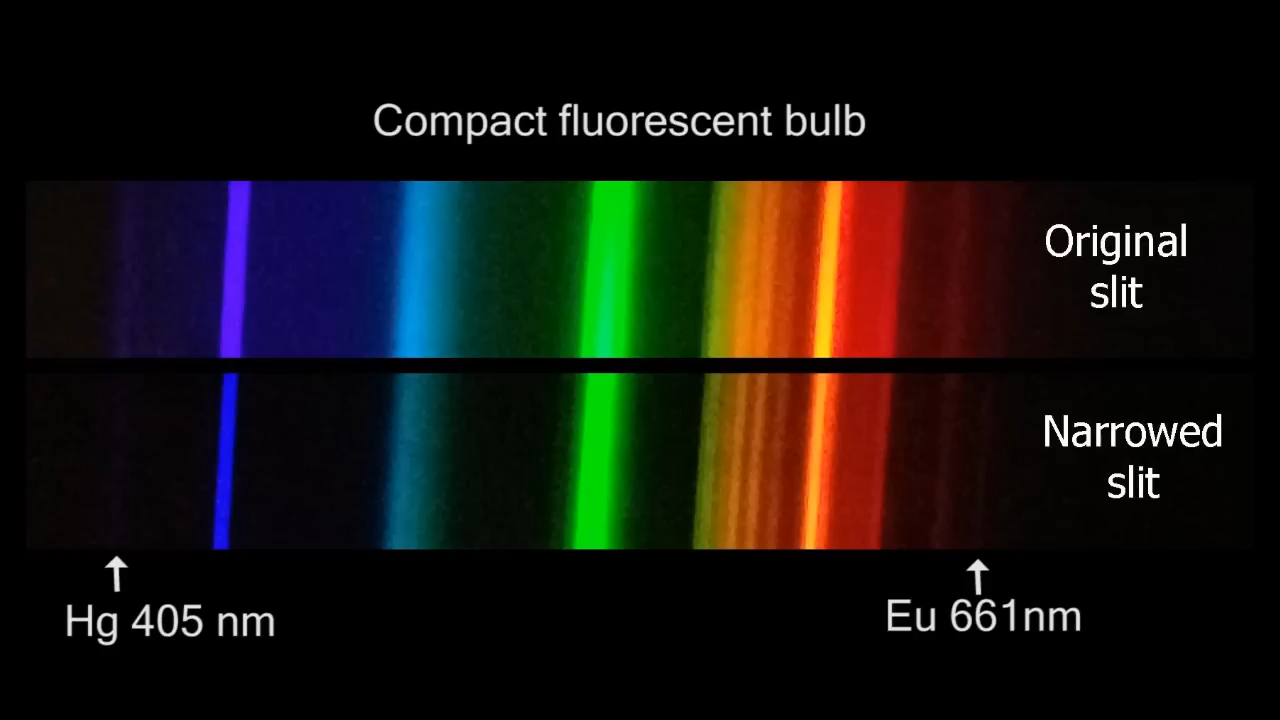 Compact fluorescent bulb
Original
slit
Narrowed
slit
Hg 405 nm
Eu 661nm